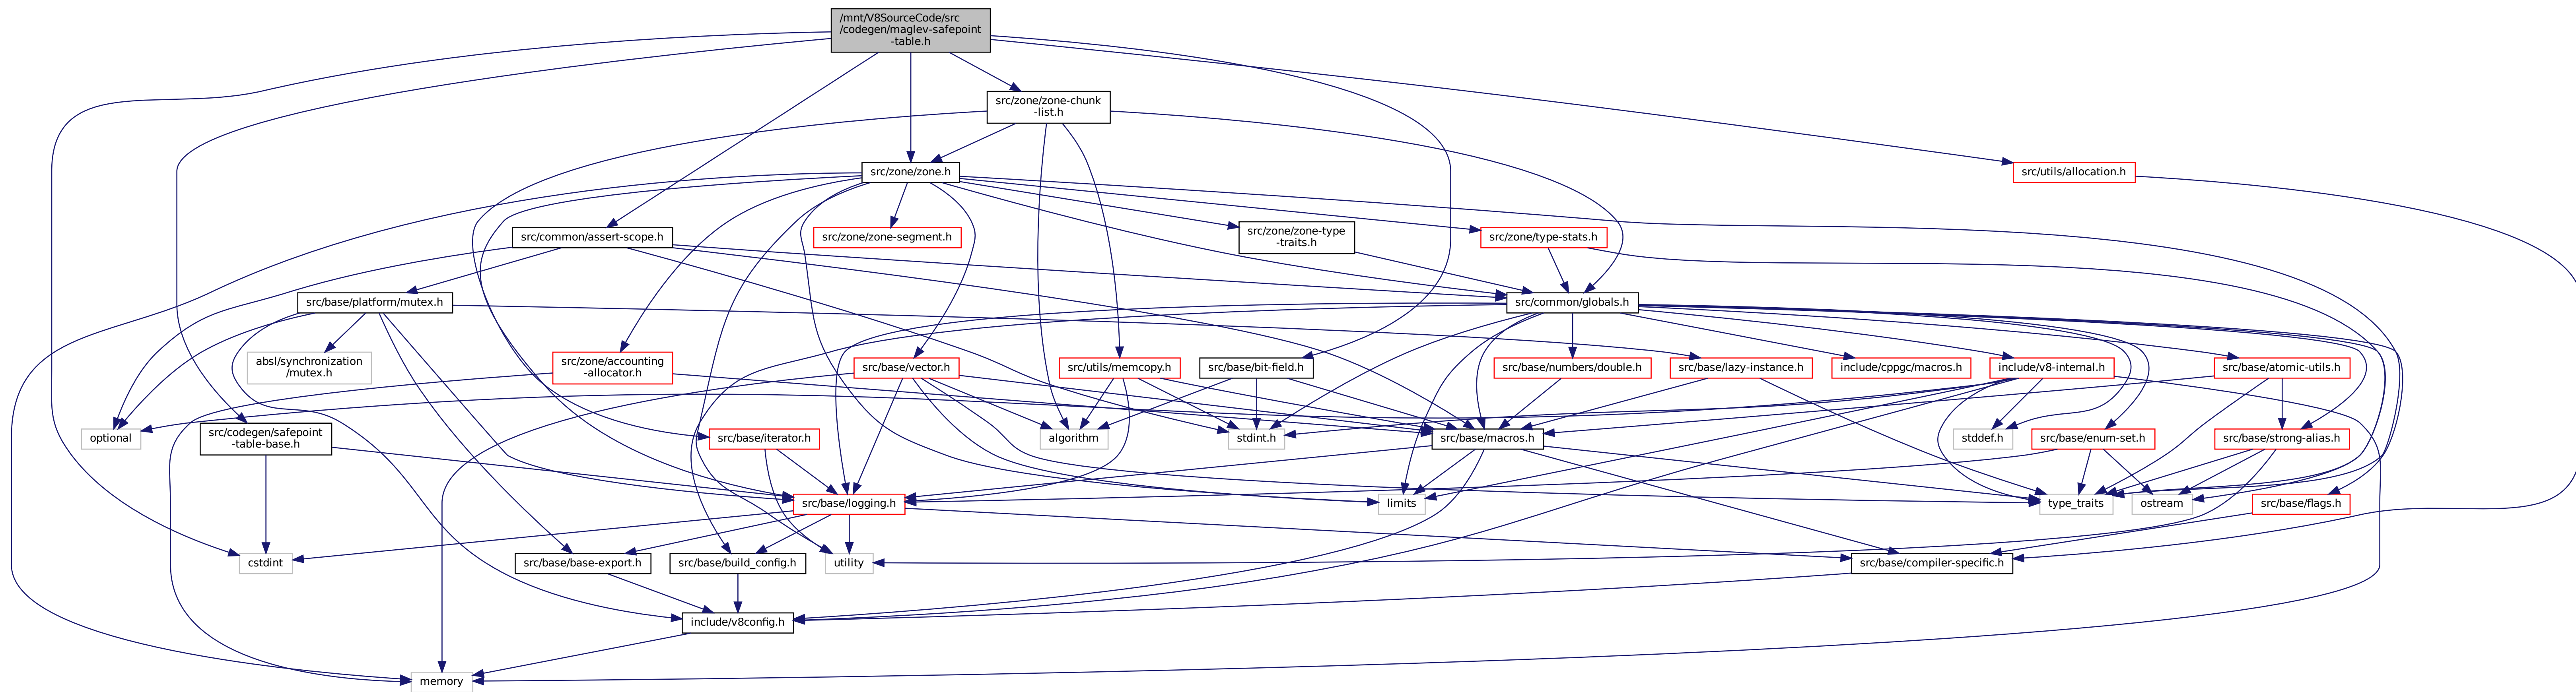 /mnt/V8SourceCode/src
/codegen/maglev-safepoint
-table.h
src/zone/zone-chunk
-list.h
src/zone/zone.h
src/utils/allocation.h
src/common/assert-scope.h
src/zone/zone-segment.h
src/zone/zone-type
-traits.h
src/zone/type-stats.h
src/base/platform/mutex.h
src/common/globals.h
absl/synchronization
/mutex.h
src/zone/accounting
-allocator.h
src/base/vector.h
src/utils/memcopy.h
src/base/bit-field.h
src/base/numbers/double.h
src/base/lazy-instance.h
include/cppgc/macros.h
include/v8-internal.h
src/base/atomic-utils.h
optional
src/codegen/safepoint
-table-base.h
src/base/iterator.h
algorithm
stdint.h
src/base/macros.h
stddef.h
src/base/enum-set.h
src/base/strong-alias.h
src/base/logging.h
limits
type_traits
ostream
src/base/flags.h
cstdint
src/base/base-export.h
src/base/build_config.h
utility
src/base/compiler-specific.h
include/v8config.h
memory